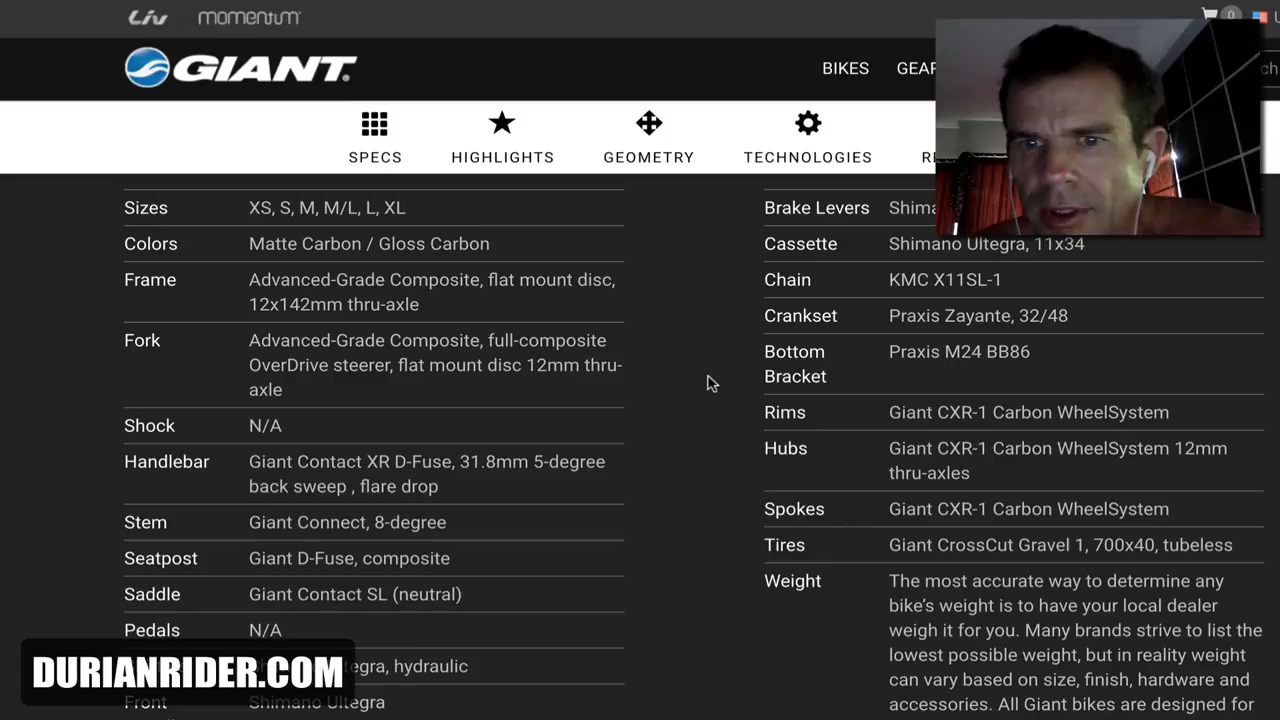 Liv momentum 0
GIANT
BIKES GEAR
SPECS HIGHLIGHTS GEOMETRY TECHNOLOGIES
Sizes XS, S, M, M/L, L, XL
Colors Matte Carbon / Gloss Carbon
Frame Advanced-Grade Composite, flat mount disc,
12x142mm thru-axle
Fork Advanced-Grade Composite, full-composite
OverDrive steerer, flat mount disc 12mm thru-
axle
Shock N/A
Handlebar Giant Contact XR D-Fuse, 31.8mm 5-degree
back sweep , flare drop
Stem Giant Connect, 8-degree
Seatpost Giant D-Fuse, composite
Saddle Giant Contact SL (neutral)
Pedals N/A
tegra, hydraulic
Front Shimano Ultegra
Brake Levers Shima
Cassette Shimano Ultegra, 11x34
Chain KMC X11SL-1
Crankset Praxis Zayante, 32/48
Bottom Praxis M24 BB86
Bracket
Rims Giant CXR-1 Carbon WheelSystem
Hubs Giant CXR-1 Carbon WheelSystem 12mm
thru-axles
Spokes Giant CXR-1 Carbon WheelSystem
Tires Giant CrossCut Gravel 1, 700x40, tubeless
Weight The most accurate way to determine any
bike's weight is to have your local dealer
weigh it for you. Many brands strive to list the
lowest possible weight, but in reality weight
can vary based on size, finish, hardware and
accessories. All Giant bikes are designed for
DURIANRIDER.COM